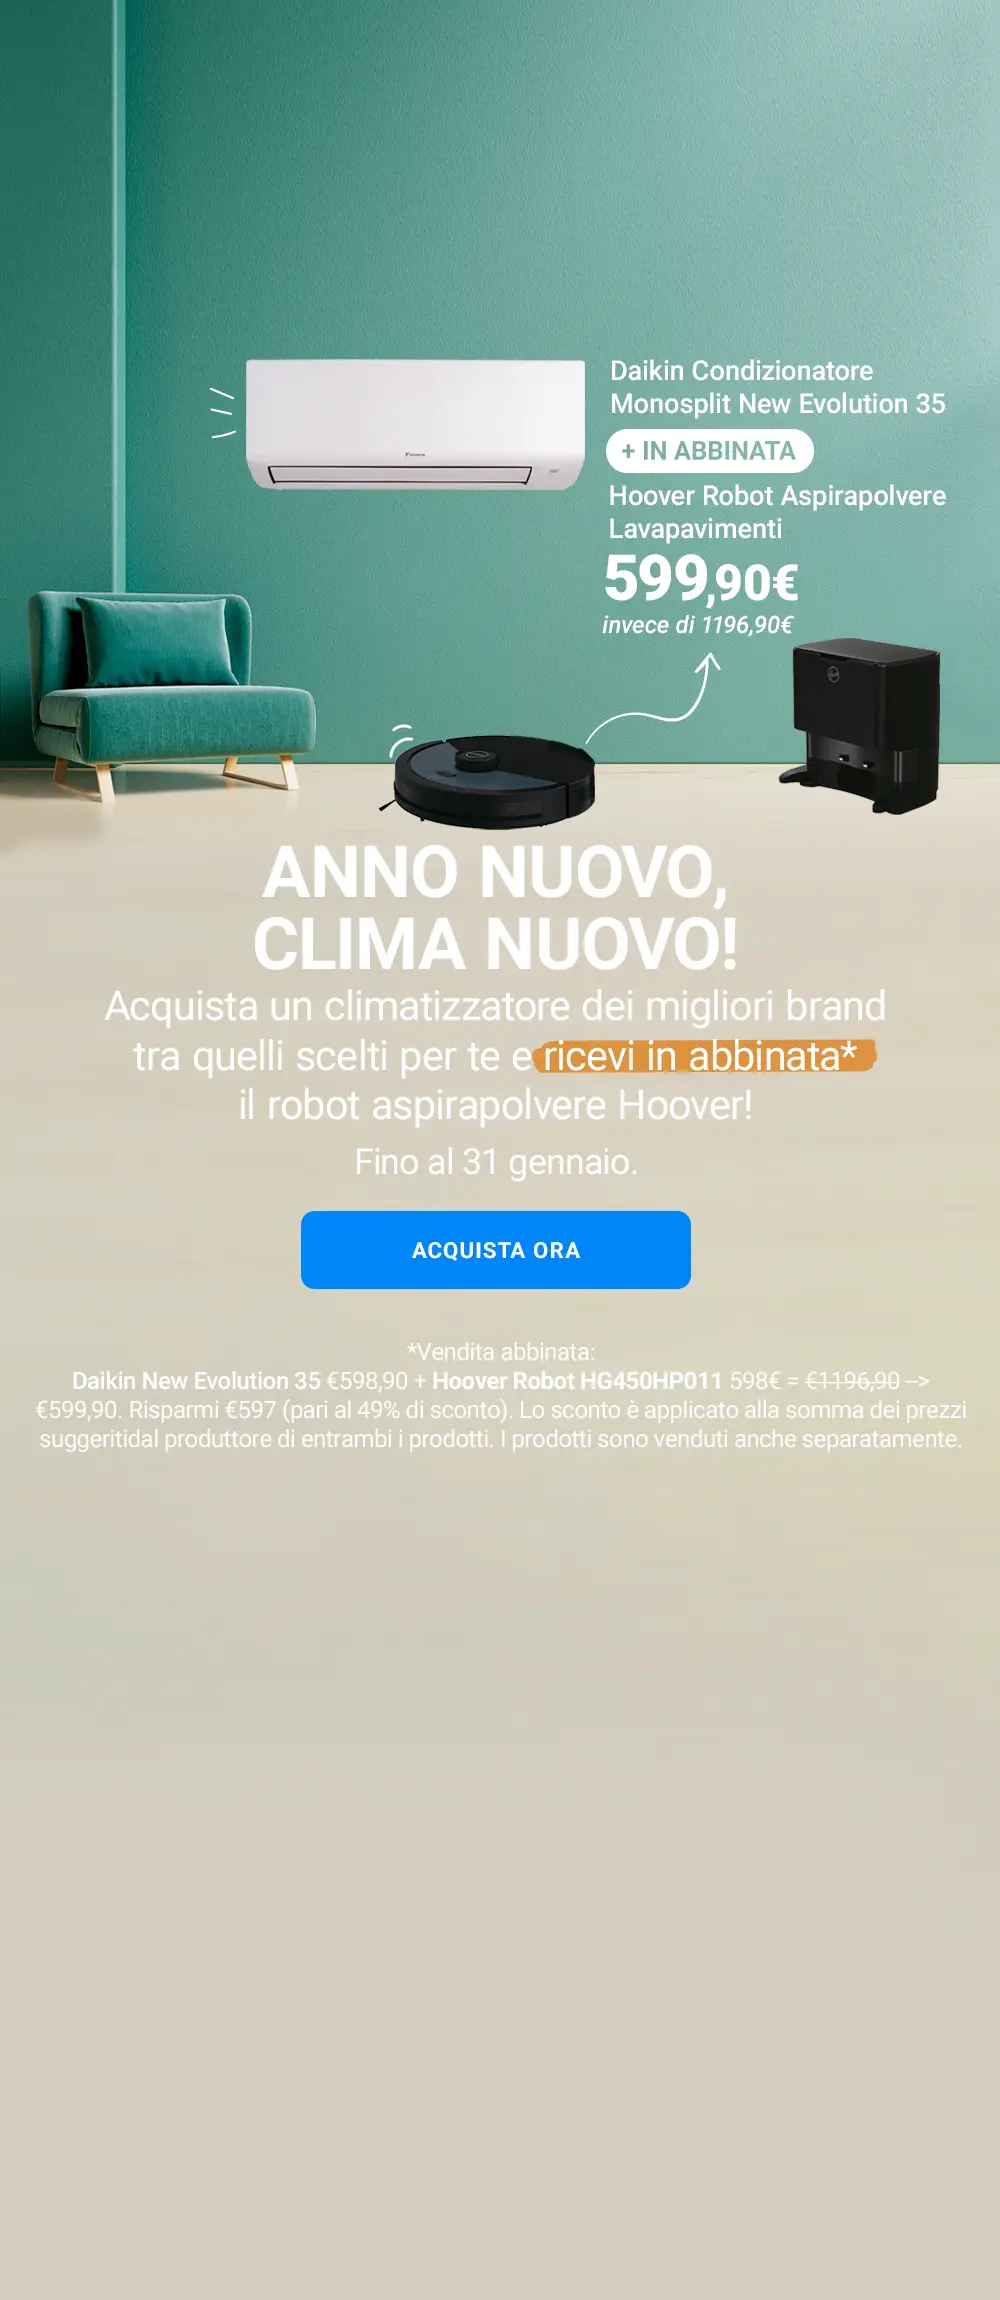 Daikin Condizionatore
Monosplit New Evolution 35
+ IN ABBINATA
Hoover Robot Aspirapolvere
Lavapavimenti
599,90€
invece di 1196,90€
ANNO NUOVO,
CLIMA NUOVO!
Acquista un climatizzatore dei migliori brand
tra quelli scelti per te e ricevi in abbinata*
il robot aspirapolvere Hoover!
Fino al 31 gennaio.
ACQUISTA ORA
*Vendita abbinata:
Daikin New Evolution 35 €598,90 + Hoover Robot HG450HP011 598€ = €1196,90 -->
€599,90. Risparmi €597 (pari al 49% di sconto). Lo sconto è applicato alla somma dei prezzi
suggeritidal produttore di entrambi i prodotti. I prodotti sono venduti anche separatamente.